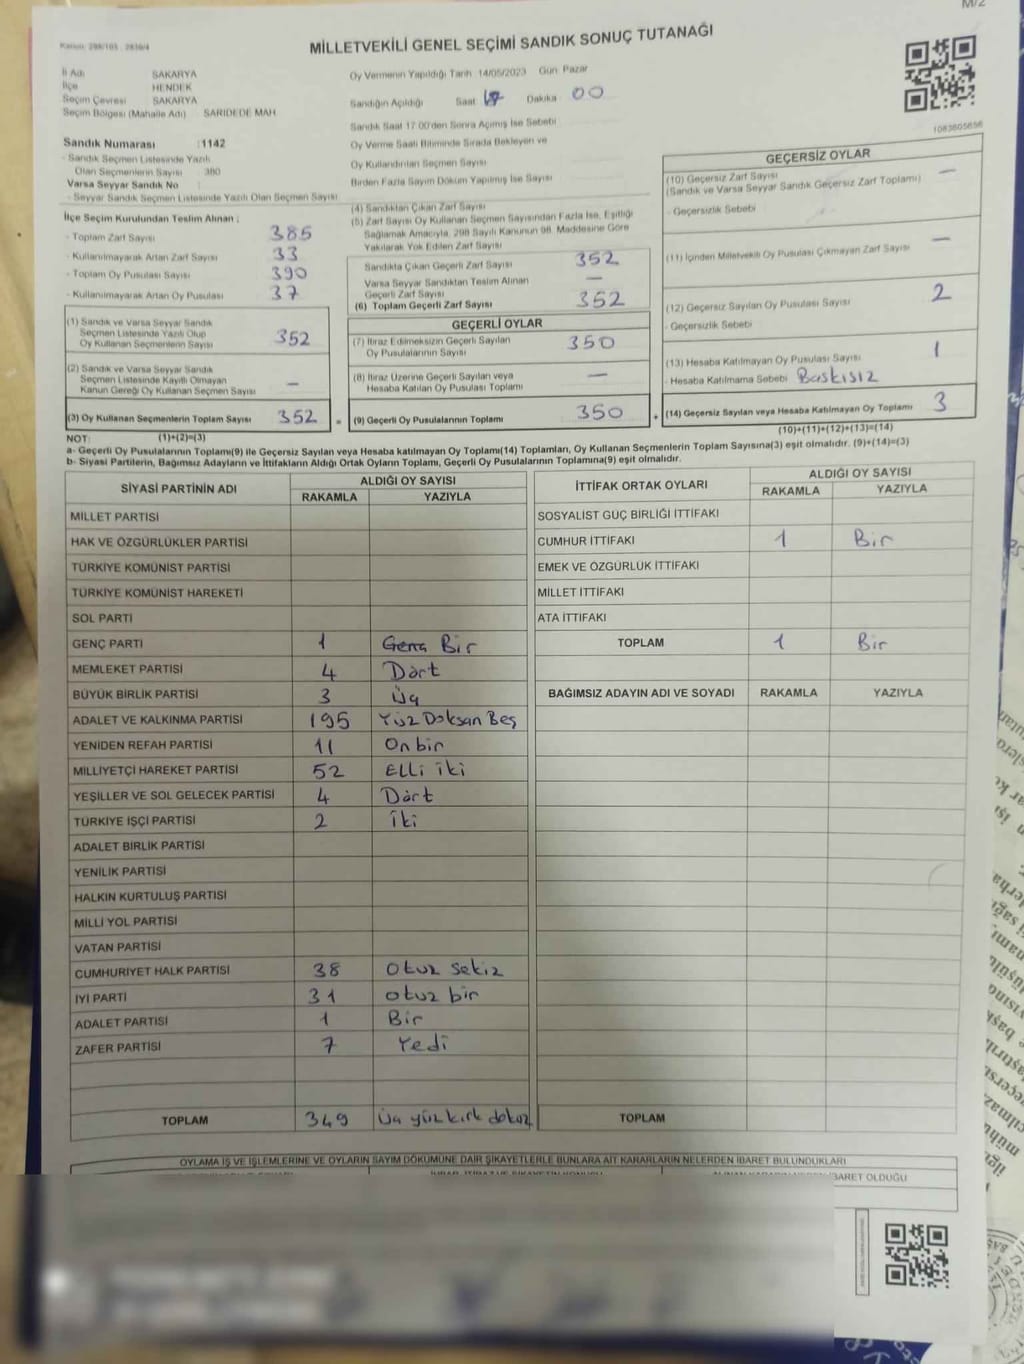 M/2
Kanun: 298/105 - 2839/4
MİLLETVEKİLİ GENEL SEÇİMİ SANDIK SONUÇ TUTANAĞI
İl Adı SAKARYA
İlçe HENDEK
Seçim Çevresi SAKARYA
Seçim Bölgesi (Mahalle Adı) SARIDEDE MAH.
Sandık Numarası : 1142
- Sandık Seçmen Listesinde Yazılı
Olan Seçmenlerin Sayısı : 380
Varsa Seyyar Sandık No :
- Seyyar Sandık Seçmen Listesinde Yazılı Olan Seçmen Sayısı
Oy Vermenin Yapıldığı Tarih 14/05/2023 Gün Pazar
Sandığın Açıldığı Saat 17 Dakika 00
Sandık Saat 17:00'den Sonra Açılmış İse Sebebi
Oy Verme Saati Bitiminde Sırada Bekleyen ve
Oy Kullandırılan Seçmen Sayısı
Birden Fazla Sayım Döküm Yapılmış İse Sayısı
1083805656
İlçe Seçim Kurulundan Teslim Alınan ;
- Toplam Zarf Sayısı 385
- Kullanılmayarak Artan Zarf Sayısı 33
- Toplam Oy Pusulası Sayısı 390
- Kullanılmayarak Artan Oy Pusulası 37
(1) Sandık ve Varsa Seyyar Sandık
Seçmen Listesinde Yazılı Olup
Oy Kullanan Seçmenlerin Sayısı 352
(2) Sandık ve Varsa Seyyar Sandık
Seçmen Listesinde Kayıtlı Olmayan
Kanun Gereği Oy Kullanan Seçmen Sayısı —
(3) Oy Kullanan Seçmenlerin Toplam Sayısı 352 =
(1)+(2)=(3)
(4) Sandıktan Çıkan Zarf Sayısı
(5) Zarf Sayısı Oy Kullanan Seçmen Sayısından Fazla İse, Eşitliği
Sağlamak Amacıyla, 298 Sayılı Kanunun 98. Maddesine Göre
Yakılarak Yok Edilen Zarf Sayısı
Sandıkta Çıkan Geçerli Zarf Sayısı 352
Varsa Seyyar Sandıktan Teslim Alınan
Geçerli Zarf Sayısı —
(6) Toplam Geçerli Zarf Sayısı 352
GEÇERLİ OYLAR
(7) İtiraz Edilmeksizin Geçerli Sayılan
Oy Pusulalarının Sayısı 350
(8) İtiraz Üzerine Geçerli Sayılan veya
Hesaba Katılan Oy Pusulası Toplamı —
(9) Geçerli Oy Pusulalarının Toplamı 350 +
GEÇERSİZ OYLAR
(10) Geçersiz Zarf Sayısı —
(Sandık ve Varsa Seyyar Sandık Geçersiz Zarf Toplamı)
- Geçersizlik Sebebi
(11) İçinden Milletvekili Oy Pusulası Çıkmayan Zarf Sayısı —
(12) Geçersiz Sayılan Oy Pusulası Sayısı 2
- Geçersizlik Sebebi
(13) Hesaba Katılmayan Oy Pusulası Sayısı 1
- Hesaba Katılmama Sebebi Baskısız
(14) Geçersiz Sayılan veya Hesaba Katılmayan Oy Toplamı 3
(10)+(11)+(12)+(13)=(14)
NOT:
a- Geçerli Oy Pusulalarının Toplamı(9) ile Geçersiz Sayılan veya Hesaba katılmayan Oy Toplamı(14) Toplamları, Oy Kullanan Seçmenlerin Toplam Sayısına(3) eşit olmalıdır. (9)+(14)=(3)
b- Siyasi Partilerin, Bağımsız Adayların ve İttifakların Aldığı Ortak Oyların Toplamı, Geçerli Oy Pusulalarının Toplamına(9) eşit olmalıdır.
SİYASİ PARTİNİN ADI ALDIĞI OY SAYISI
RAKAMLA YAZIYLA
MİLLET PARTİSİ
HAK VE ÖZGÜRLÜKLER PARTİSİ
TÜRKİYE KOMÜNİST PARTİSİ
TÜRKİYE KOMÜNİST HAREKETİ
SOL PARTİ
GENÇ PARTİ 1 Bir
MEMLEKET PARTİSİ 4 Dört
BÜYÜK BİRLİK PARTİSİ 3 Üç
ADALET VE KALKINMA PARTİSİ 195 Yüz Doksan Beş
YENİDEN REFAH PARTİSİ 11 On bir
MİLLİYETÇİ HAREKET PARTİSİ 52 Elli iki
YEŞİLLER VE SOL GELECEK PARTİSİ 4 Dört
TÜRKİYE İŞÇİ PARTİSİ 2 İki
ADALET BİRLİK PARTİSİ
YENİLİK PARTİSİ
HALKIN KURTULUŞ PARTİSİ
MİLLİ YOL PARTİSİ
VATAN PARTİSİ
CUMHURİYET HALK PARTİSİ 38 Otuz sekiz
İYİ PARTİ 31 otuz bir
ADALET PARTİSİ 1 Bir
ZAFER PARTİSİ 7 Yedi
TOPLAM 349 Üç yüz kırk dokuz
İTTİFAK ORTAK OYLARI ALDIĞI OY SAYISI
RAKAMLA YAZIYLA
SOSYALİST GÜÇ BİRLİĞİ İTTİFAKI
CUMHUR İTTİFAKI 1 Bir
EMEK VE ÖZGÜRLÜK İTTİFAKI
MİLLET İTTİFAKI
ATA İTTİFAKI
TOPLAM 1 Bir
BAĞIMSIZ ADAYIN ADI VE SOYADI RAKAMLA YAZIYLA
TOPLAM
OYLAMA İŞ VE İŞLEMLERİNE VE OYLARIN SAYIM DÖKÜMÜNE DAİR ŞİKAYETLERLE BUNLARA AİT KARARLARIN NELERDEN İBARET BULUNDUKLARI
İBARET OLDUĞU